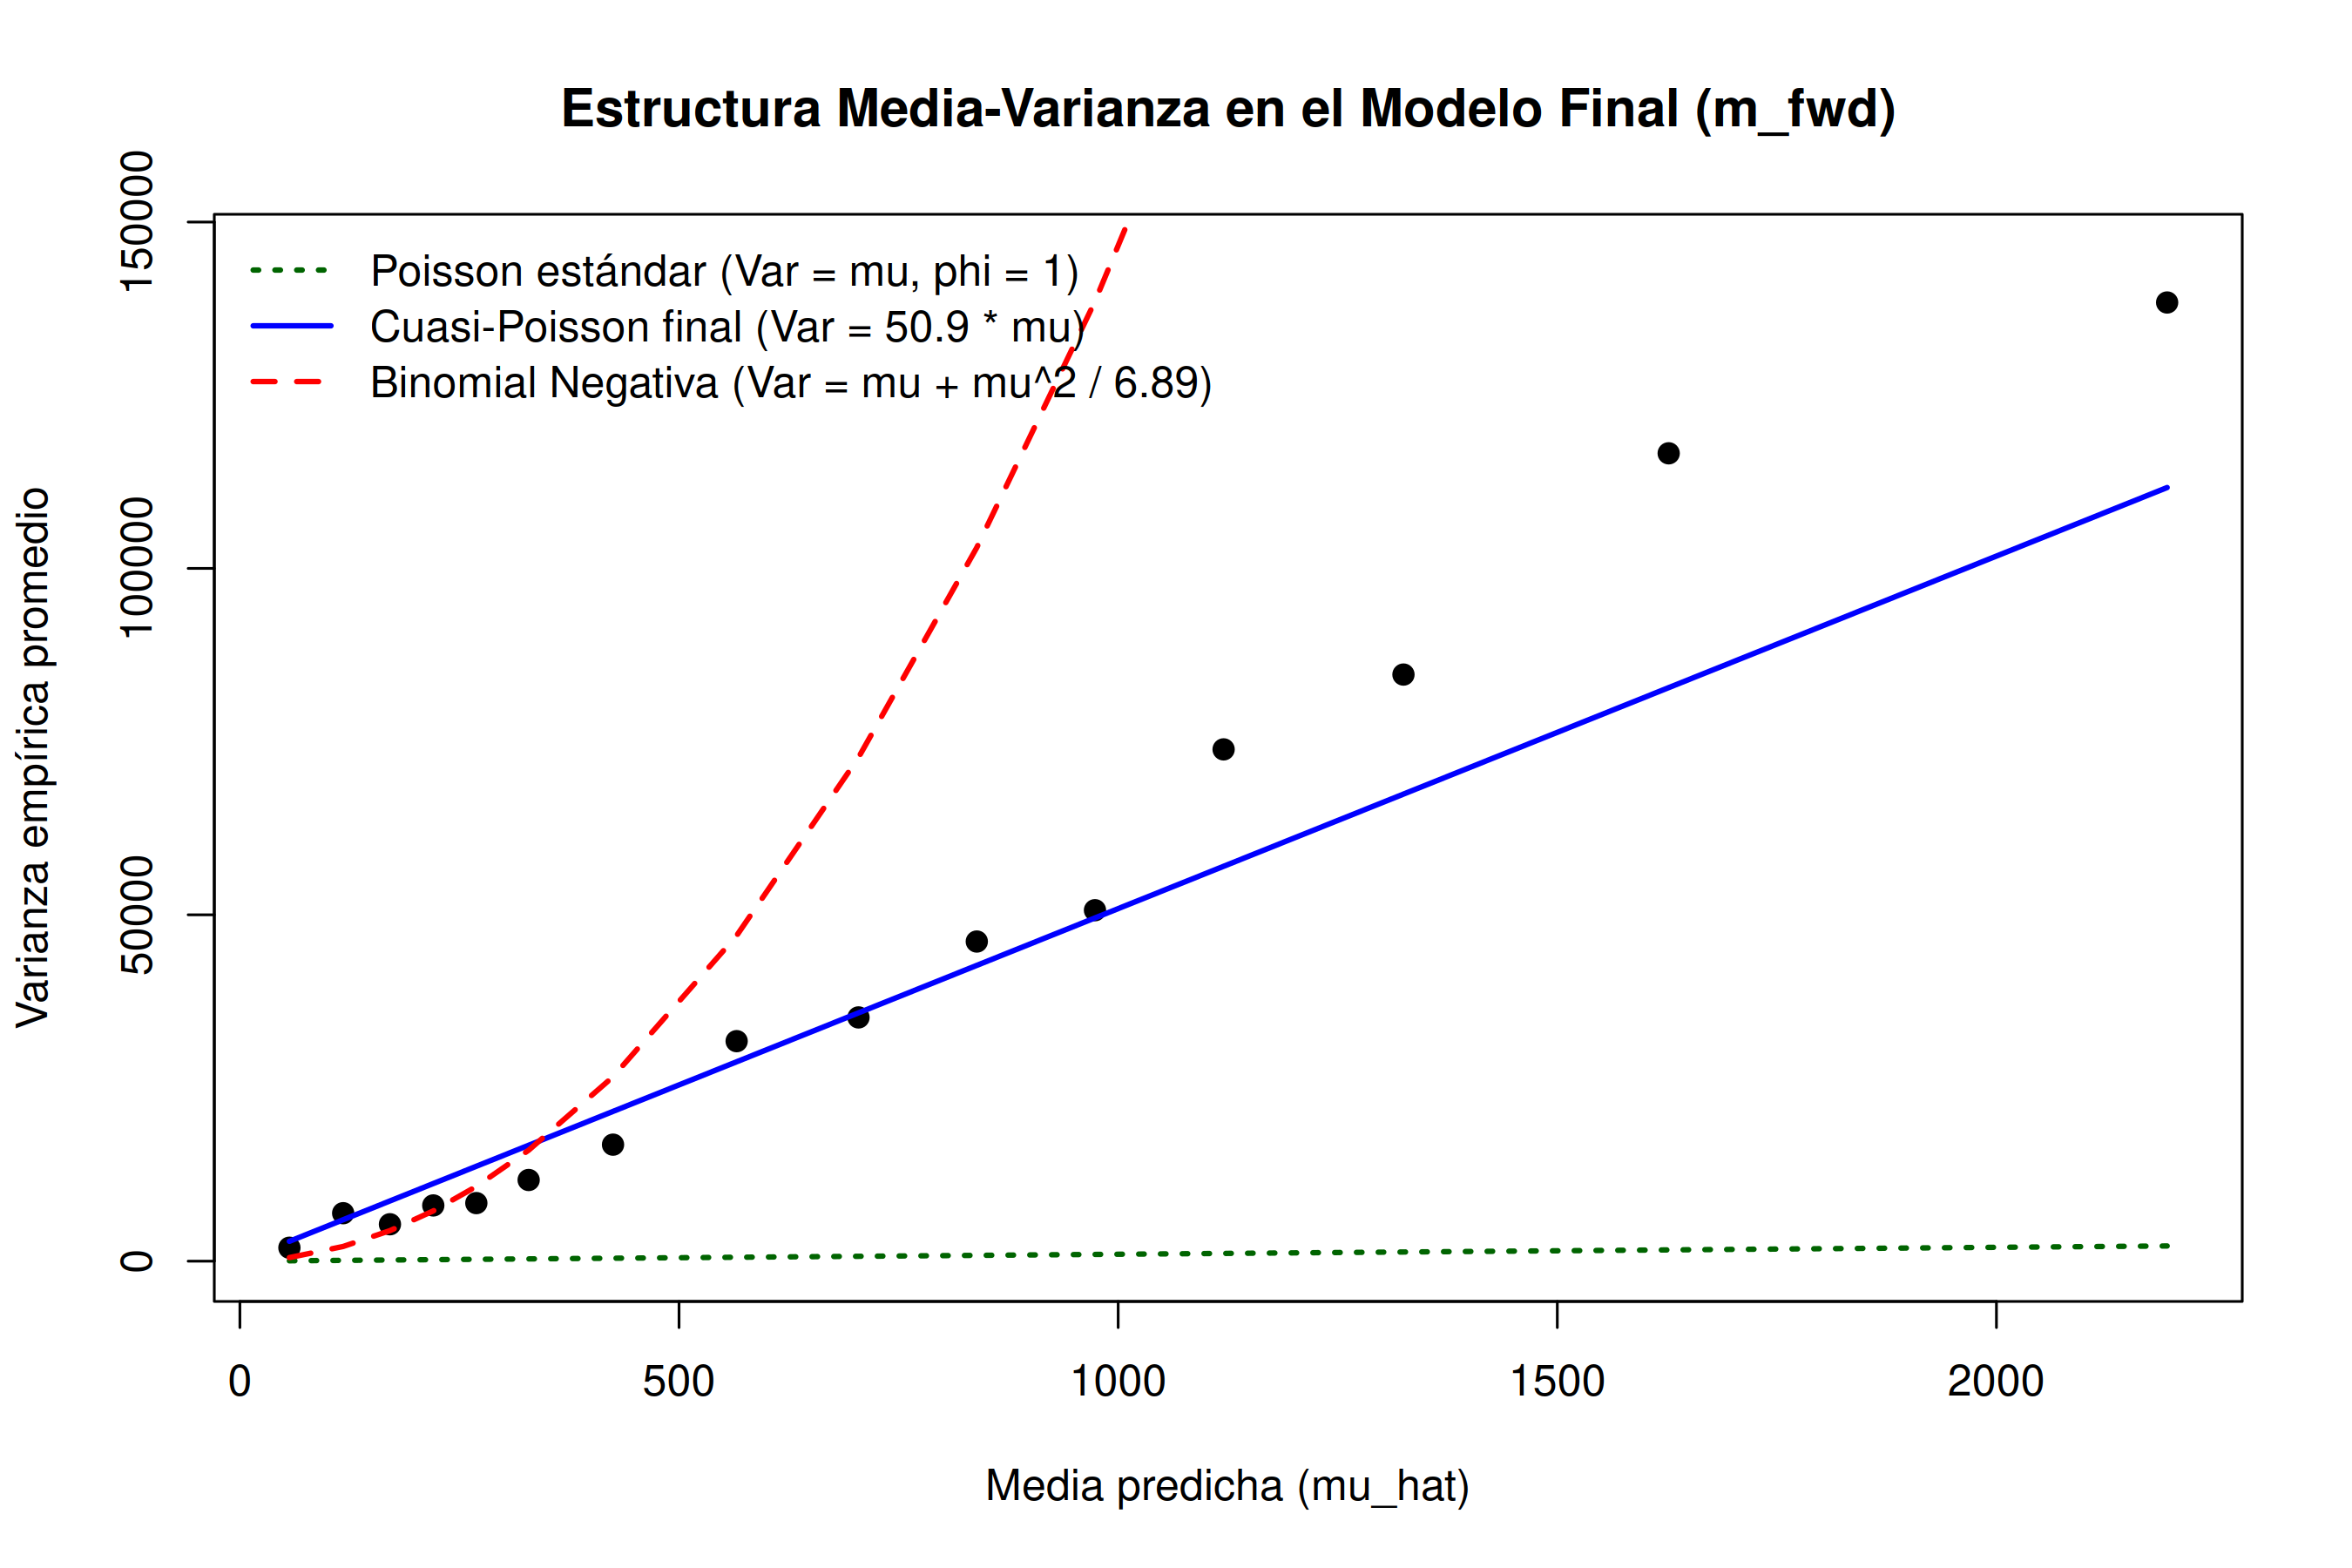 Estructura Media-Varianza en el Modelo Final (m_fwd)
Poisson estándar (Var = mu, phi = 1)
Cuasi-Poisson final (Var = 50.9 * mu)
Binomial Negativa (Var = mu + mu^2 / 6.89)
Varianza empírica promedio
150000
100000
50000
0
0 500 1000 1500 2000
Media predicha (mu_hat)